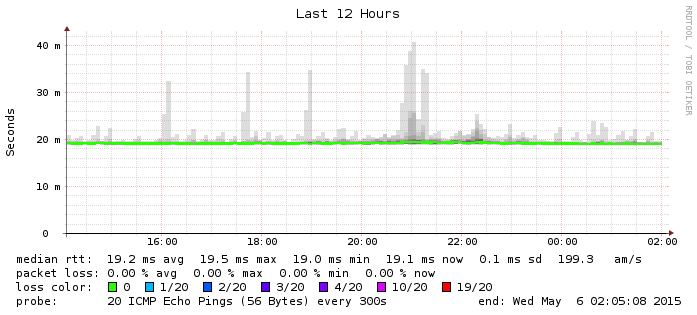 Last 12 Hours
RRDTOOL / TOBI OETIKER
Seconds
40 m
30 m
20 m
10 m
0
16:00 18:00 20:00 22:00 00:00 02:00
median rtt: 19.2 ms avg 19.5 ms max 19.0 ms min 19.1 ms now 0.1 ms sd 199.3 am/s
packet loss: 0.00 % avg 0.00 % max 0.00 % min 0.00 % now
loss color: 0 1/20 2/20 3/20 4/20 10/20 19/20
probe: 20 ICMP Echo Pings (56 Bytes) every 300s end: Wed May 6 02:05:08 2015